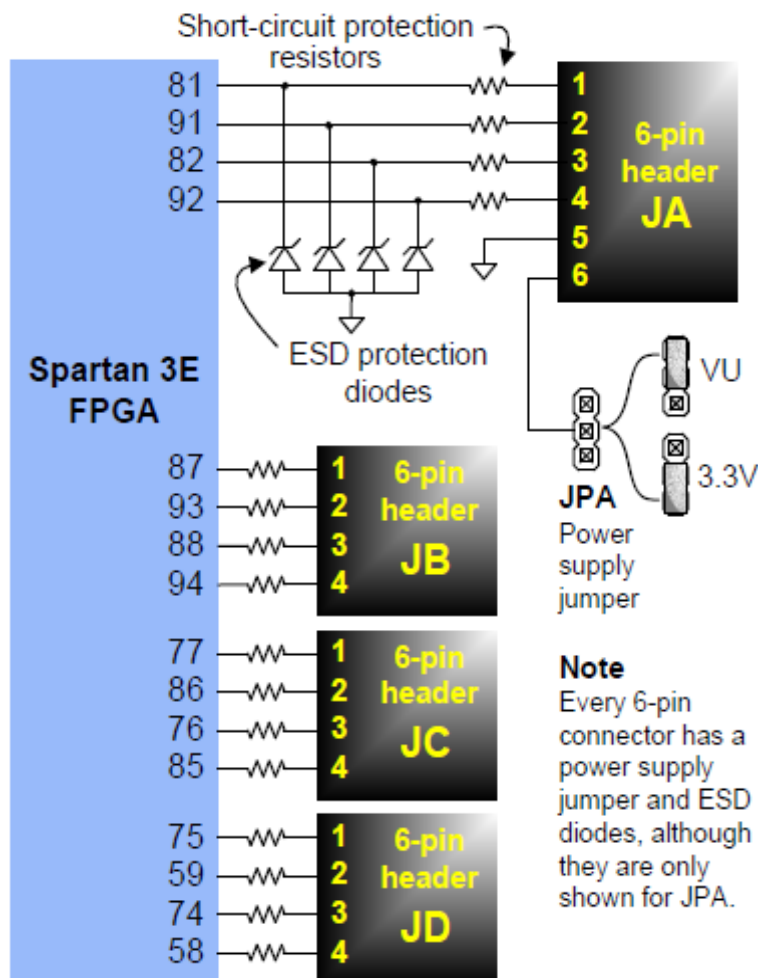 Short-circuit protection
resistors
81
91
82
92
1
2
3
4
5
6
6-pin
header
JA
ESD protection
diodes
Spartan 3E
FPGA
VU
3.3V
JPA
Power
supply
jumper
87
93
88
94
1
2
3
4
6-pin
header
JB
77
86
76
85
1
2
3
4
6-pin
header
JC
75
59
74
58
1
2
3
4
6-pin
header
JD
Note
Every 6-pin
connector has a
power supply
jumper and ESD
diodes, although
they are only
shown for JPA.